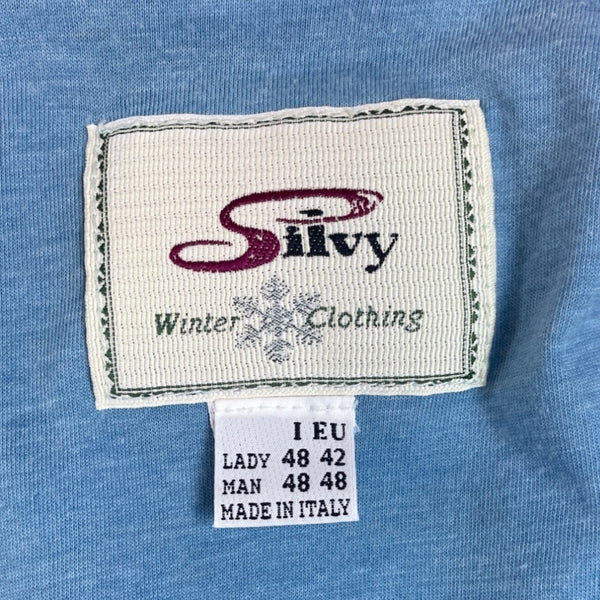 Silvy
Winter Clothing
I EU
LADY 48 42
MAN 48 48
MADE IN ITALY